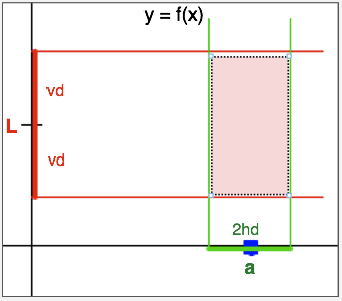 y = f(x)
vd
L
vd
2hd
a